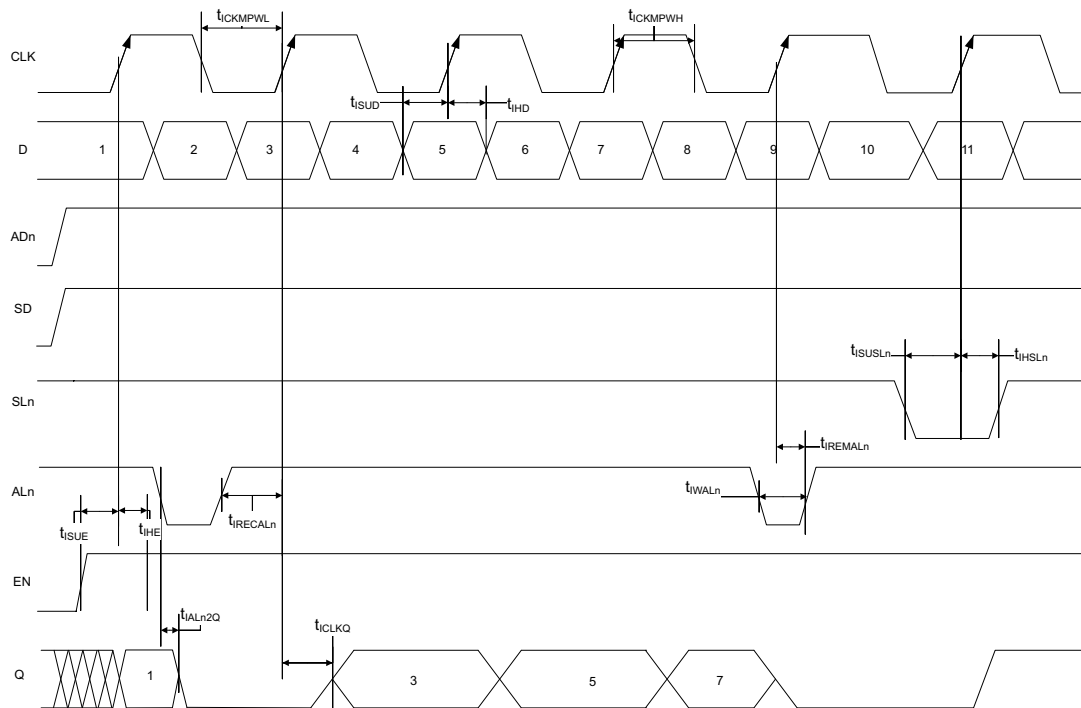 tICKMPWL
tICKMPWH
CLK
tISUD
tIHD
D
1 2 3 4 5 6 7 8 9 10 11
ADn
SD
tISUSLn
tIHSLn
SLn
tIREMALn
ALn
tIWALn
tISUE
tIHE
tIRECALn
EN
tIALn2Q
tICLKQ
Q
1 3 5 7